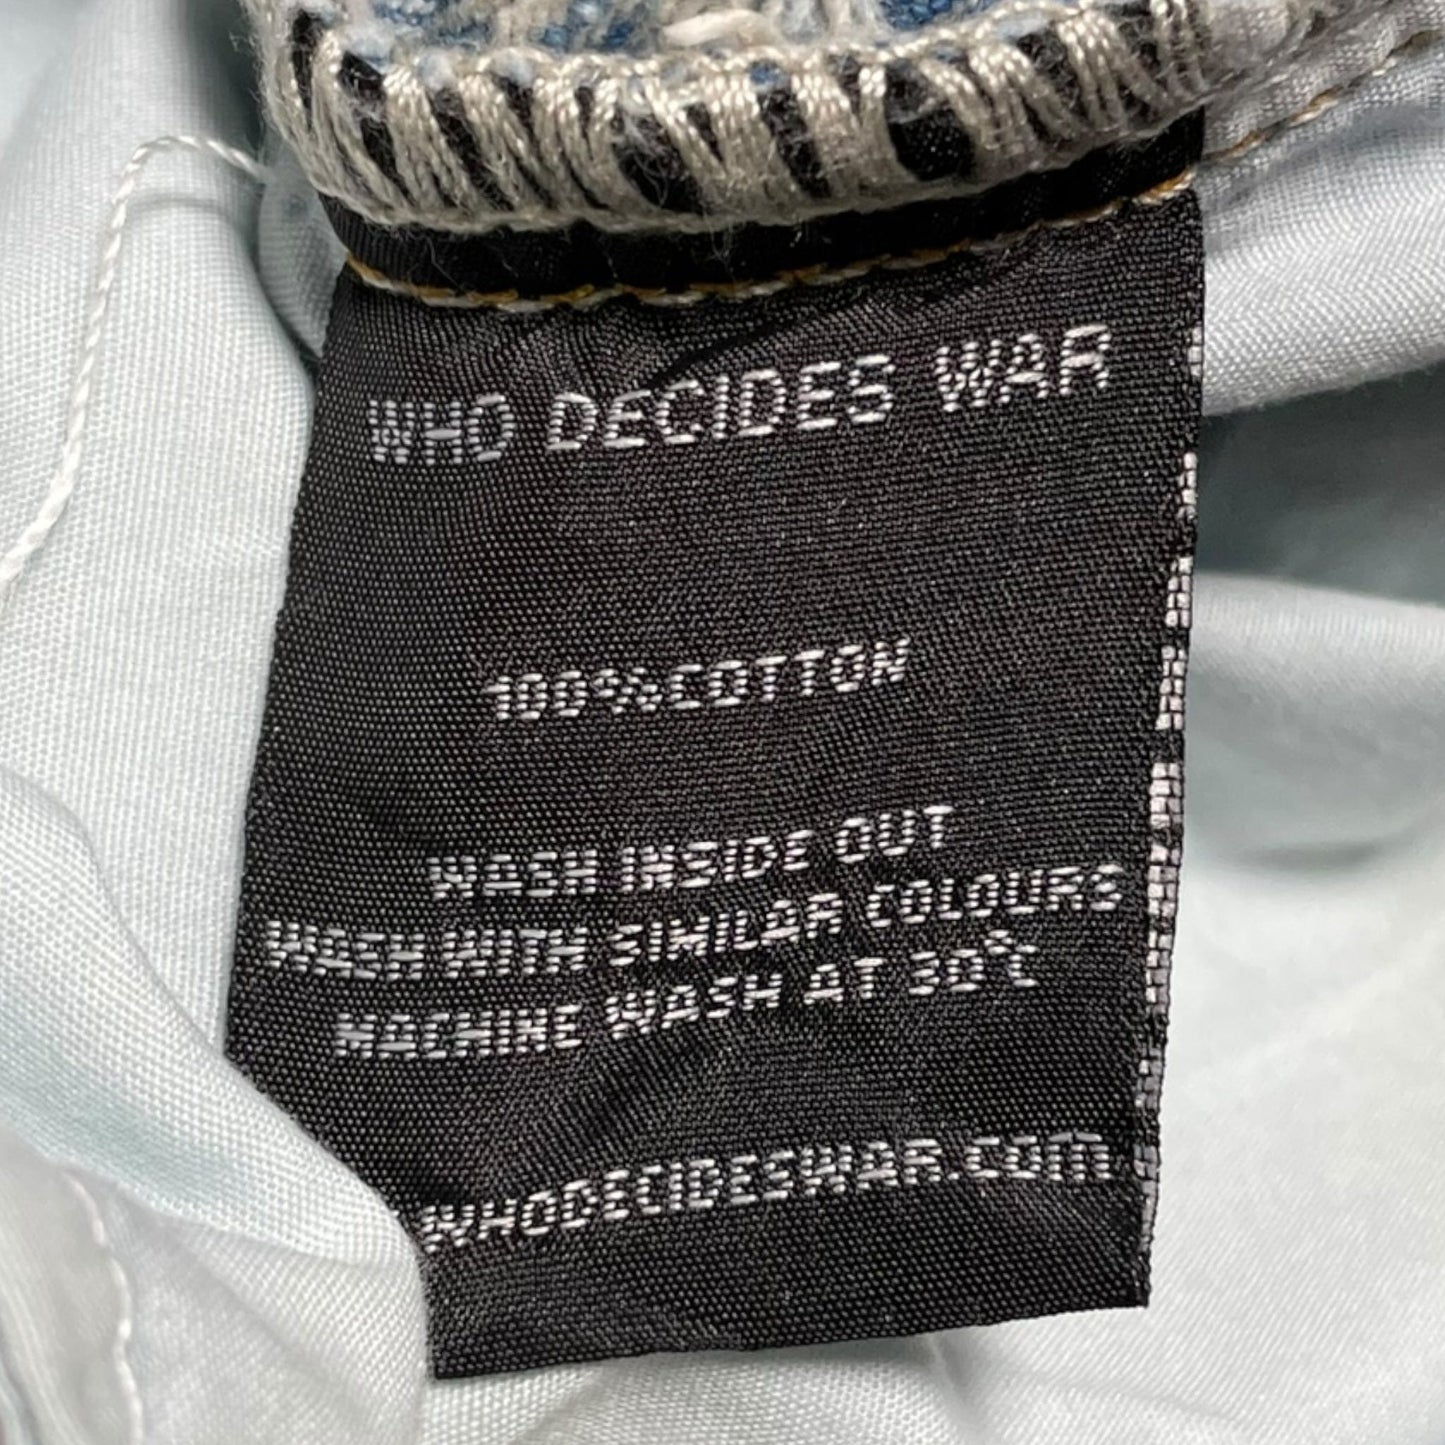 WHO DECIDES WAR
100%COTTON
WASH INSIDE OUT
WASH WITH SIMILAR COLOURS
MACHINE WASH AT 30°C
WHODECIDESWAR.COM